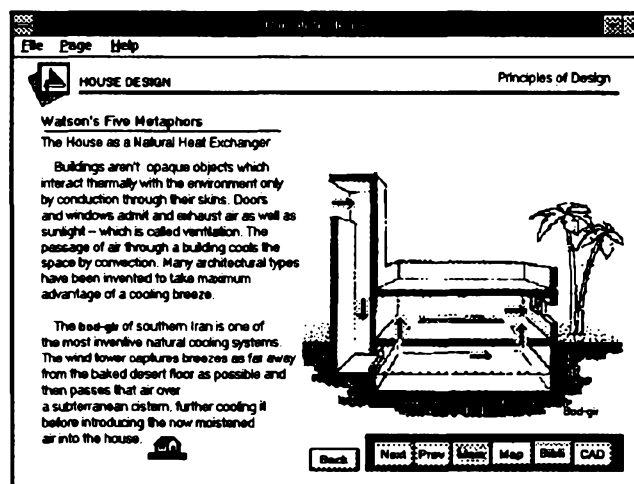 File Page Help
HOUSE DESIGN
Principles of Design
Watson's Five Metaphors
The House as a Natural Heat Exchanger
Buildings aren't opaque objects which
interact thermally with the environment only
by conduction through their skins. Doors
and windows admit and exhaust air as well as
sunlight – which is called ventilation. The
passage of air through a building cools the
space by convection. Many architectural types
have been invented to take maximum
advantage of a cooling breeze.
The bad-gir of southern Iran is one of
the most inventive natural cooling systems.
The wind tower captures breezes as far away
from the baked desert floor as possible and
then passes that air over
a subterranean cistern, further cooling it
before introducing the now moistened
air into the house.
Bad-gir
Back Next Prev Map Bibli CAD